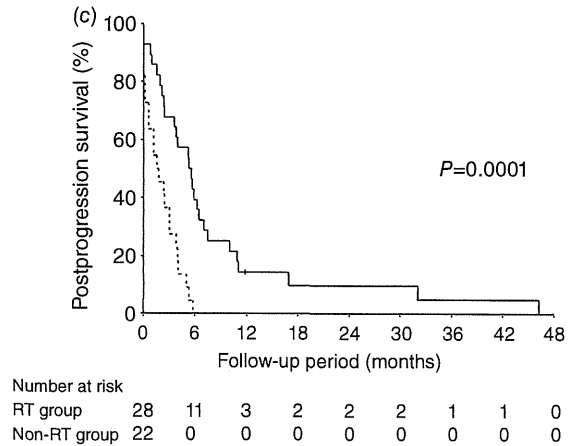 (c)
Postprogression survival (%)
100
80
60
40
20
0
P=0.0001
0 6 12 18 24 30 36 42 48
Follow-up period (months)
Number at risk
RT group 28 11 3 2 2 2 1 1 0
Non-RT group 22 0 0 0 0 0 0 0 0